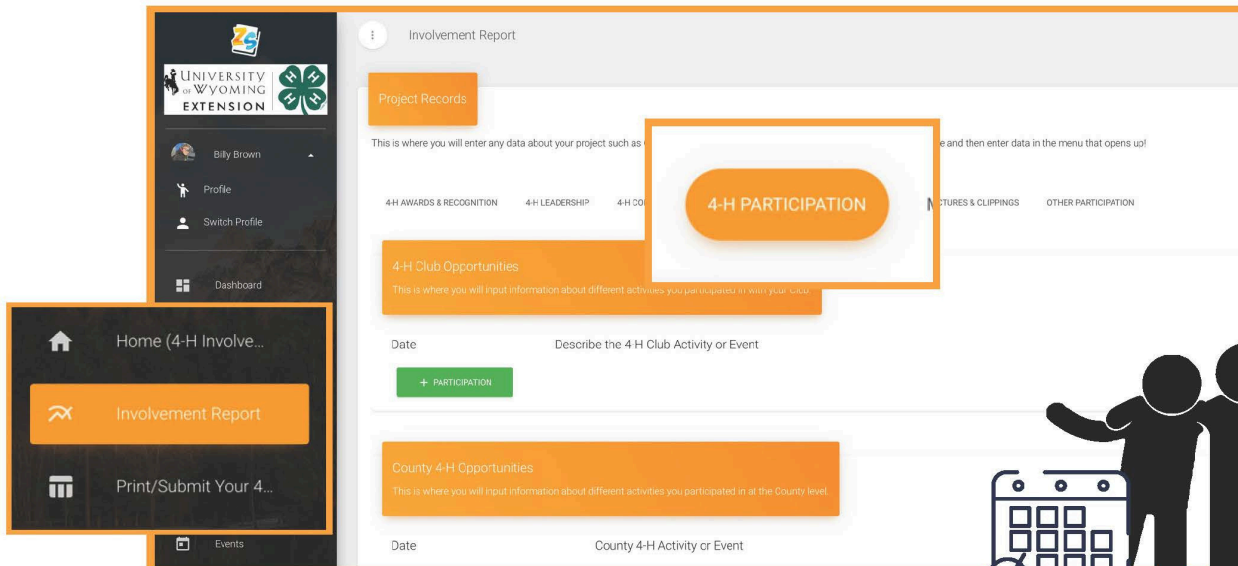 ZS
UNIVERSITY
OF WYOMING
EXTENSION
H H
H H
Billy Brown
Profile
Switch Profile
Dashboard
Home (4-H Involve...
Involvement Report
Print/Submit Your 4...
Events
Involvement Report
Project Records
This is where you will enter any data about your project such as
e and then enter data in the menu that opens up!
4-H AWARDS & RECOGNITION 4-H LEADERSHIP 4-H CO
4-H PARTICIPATION
CTURES & CLIPPINGS OTHER PARTICIPATION
4-H Club Opportunities
This is where you will input information about different activities you participated in with your Club.
Date Describe the 4-H Club Activity or Event
+ PARTICIPATION
County 4-H Opportunities
This is where you will input information about different activities you participated in at the County level.
Date County 4-H Activity or Event